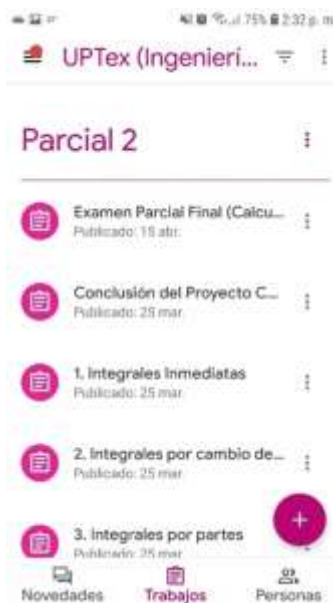 75% 2:32 p. m.
UPTex (Ingenierí...
Parcial 2
Examen Parcial Final (Calcu...
Publicado: 15 abr.
Conclusión del Proyecto C...
Publicado: 25 mar.
1. Integrales Inmediatas
Publicado: 25 mar.
2. Integrales por cambio de...
Publicado: 25 mar.
3. Integrales por partes
Publicado: 25 mar.
Novedades Trabajos Personas